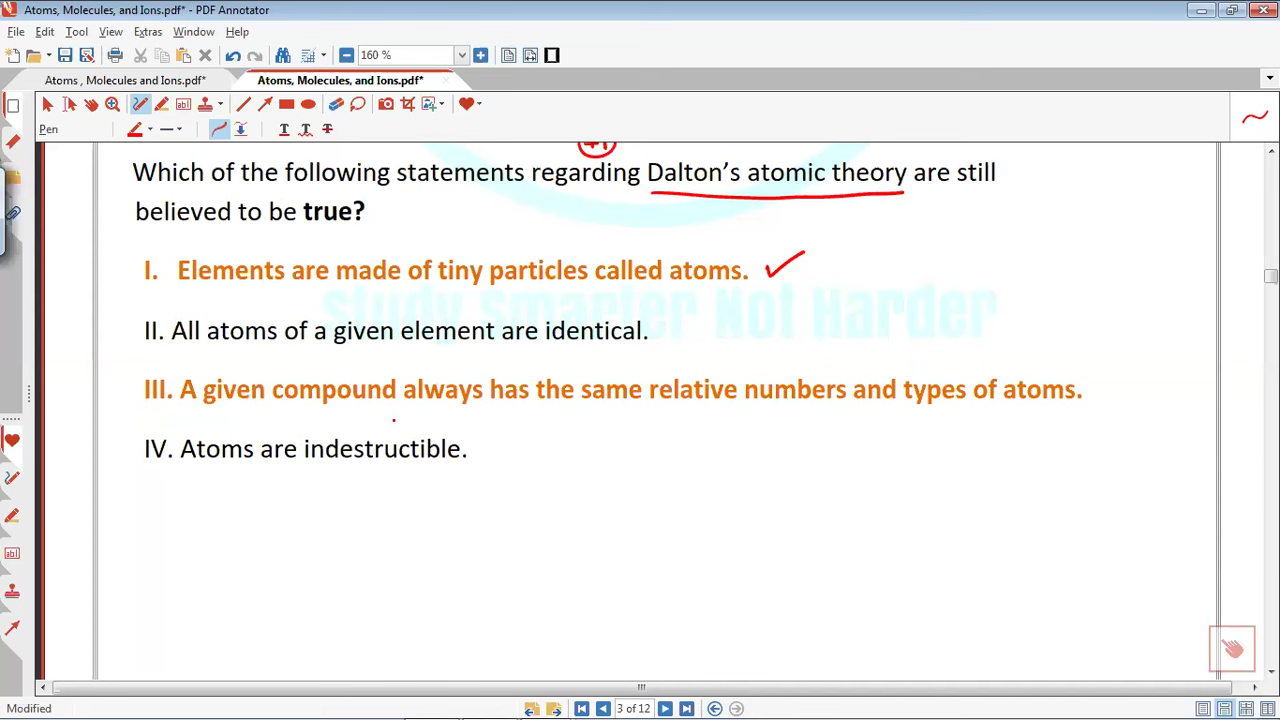 Atoms, Molecules, and Ions.pdf* - PDF Annotator
File Edit Tool View Extras Window Help
160 %
Atoms , Molecules and Ions.pdf* Atoms, Molecules, and Ions.pdf*
Pen
Which of the following statements regarding Dalton’s atomic theory are still
believed to be true?
I. Elements are made of tiny particles called atoms.
study Smarter Not Harder
II. All atoms of a given element are identical.
III. A given compound always has the same relative numbers and types of atoms.
IV. Atoms are indestructible.
Modified 3 of 12